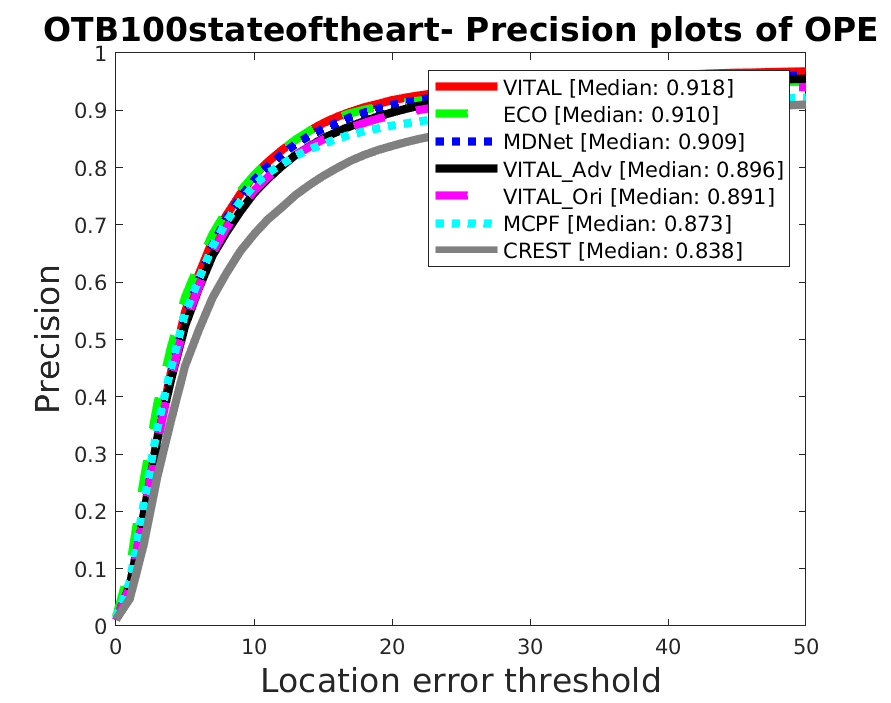 OTB100stateoftheart- Precision plots of OPE
1
0.9
0.8
0.7
0.6
0.5
0.4
0.3
0.2
0.1
0
Precision
VITAL [Median: 0.918]
ECO [Median: 0.910]
MDNet [Median: 0.909]
VITAL_Adv [Median: 0.896]
VITAL_Ori [Median: 0.891]
MCPF [Median: 0.873]
CREST [Median: 0.838]
0 10 20 30 40 50
Location error threshold